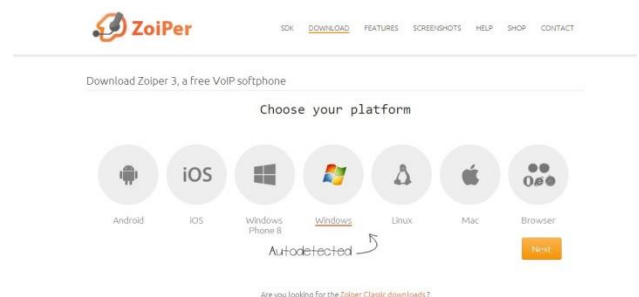 ZoiPer
SDK DOWNLOAD FEATURES SCREENSHOTS HELP SHOP CONTACT
Download Zoiper 3, a free VoIP softphone
Choose your platform
iOS
Android iOS Windows Phone 8 Windows Linux Mac Browser
Autodetected
Next
Are you looking for the Zoiper Classic downloads ?